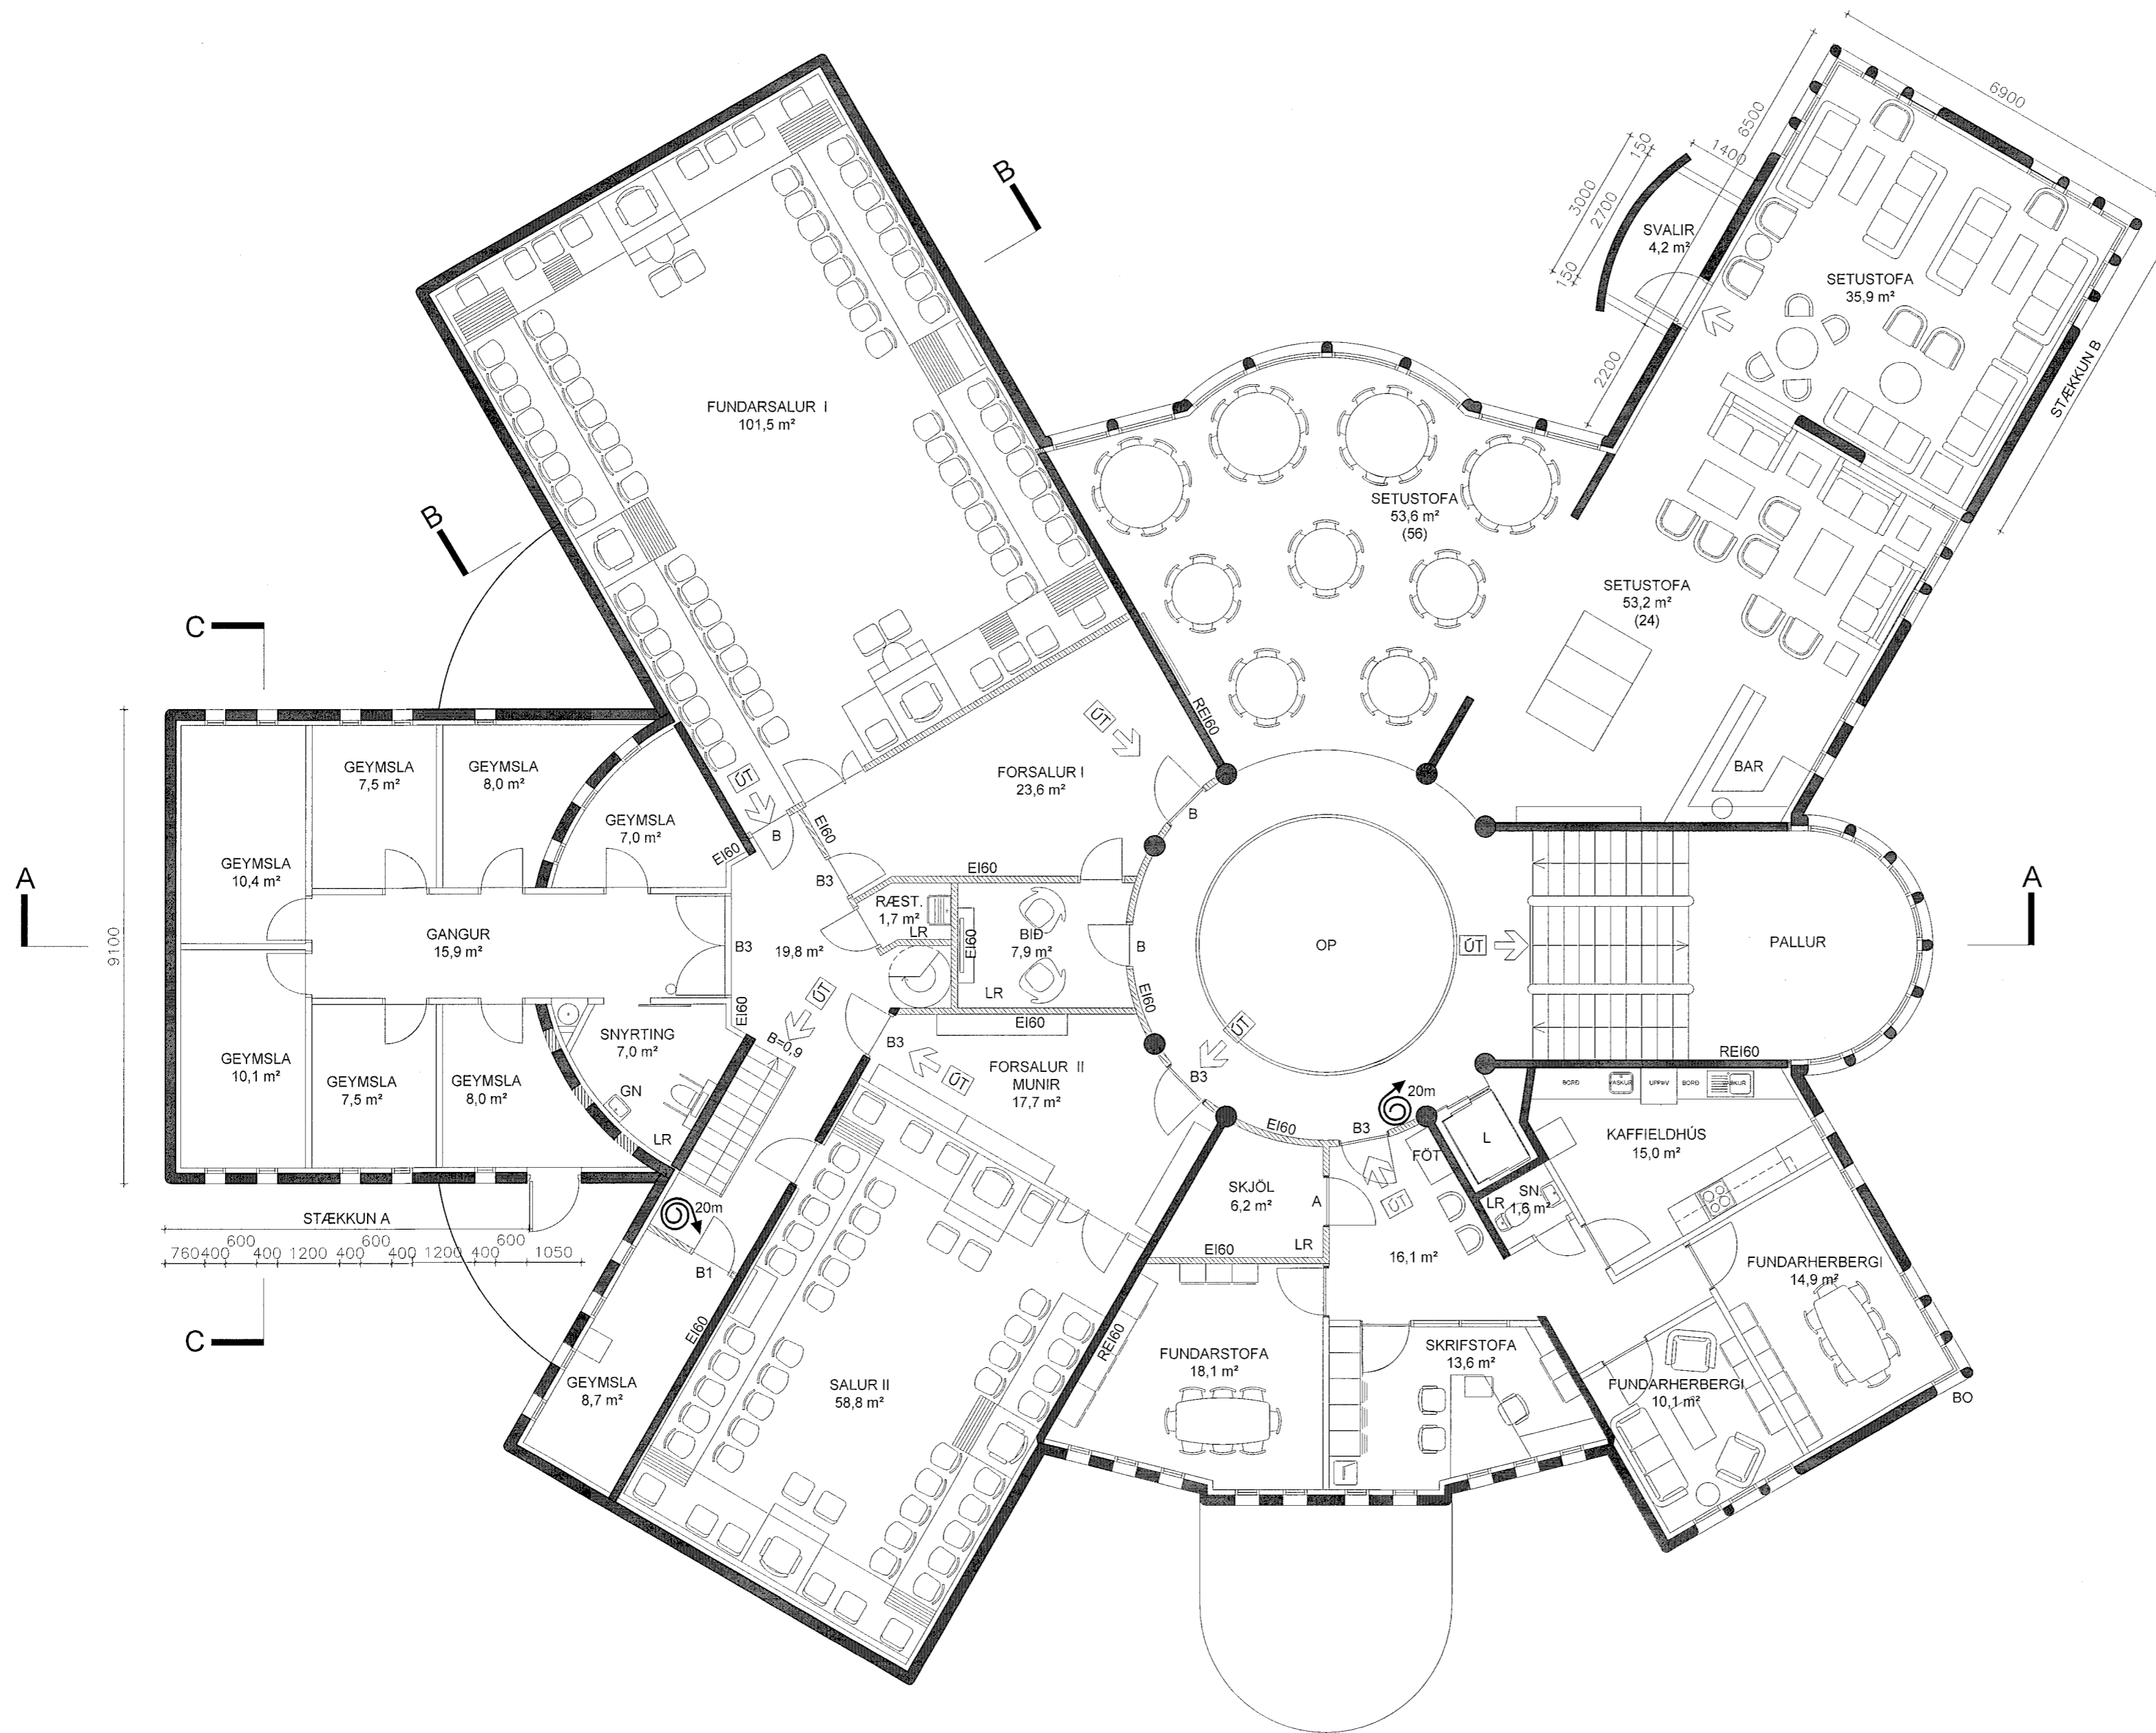 6900
6500
1400
150
2700
3000
150
2200
SVALIR
4,2 m²
SETUSTOFA
35,9 m²
STÆKKUN B
B
B
FUNDARSALUR I
101,5 m²
SETUSTOFA
53,6 m²
(56)
SETUSTOFA
53,2 m²
(24)
BAR
C
REI60
ÚT
ÚT
GEYMSLA
7,5 m²
GEYMSLA
8,0 m²
GEYMSLA
7,0 m²
GEYMSLA
10,4 m²
FORSALUR I
23,6 m²
EI60
EI60
B
B
B3
EI60
A
A
9100
GANGUR
15,9 m²
B3
19,8 m²
RÆST.
1,7 m²
LR
EI60
BIÐ
7,9 m²
LR
B
EI60
OP
ÚT
PALLUR
EI60
SNYRTING
7,0 m²
GN
LR
ÚT
B=0,9
B3
EI60
ÚT
FORSALUR II
MUNIR
17,7 m²
ÚT
B3
GEYMSLA
10,1 m²
GEYMSLA
7,5 m²
GEYMSLA
8,0 m²
REI60
BORÐ
VASKUR
UPPÞV
BORÐ
VASKUR
KAFFIELDHÚS
15,0 m²
20m
B3
EI60
FÖT
L
SN.
1,6 m²
LR
ÚT
SKJÖL
6,2 m²
A
LR
EI60
16,1 m²
STÆKKUN A
600
600
600
760
400
400
1200
400
400
1200
400
1050
20m
B1
C
EI60
REI60
GEYMSLA
8,7 m²
SALUR II
58,8 m²
FUNDARSTOFA
18,1 m²
SKRIFSTOFA
13,6 m²
FUNDARHERBERGI
14,9 m²
FUNDARHERBERGI
10,1 m²
BO